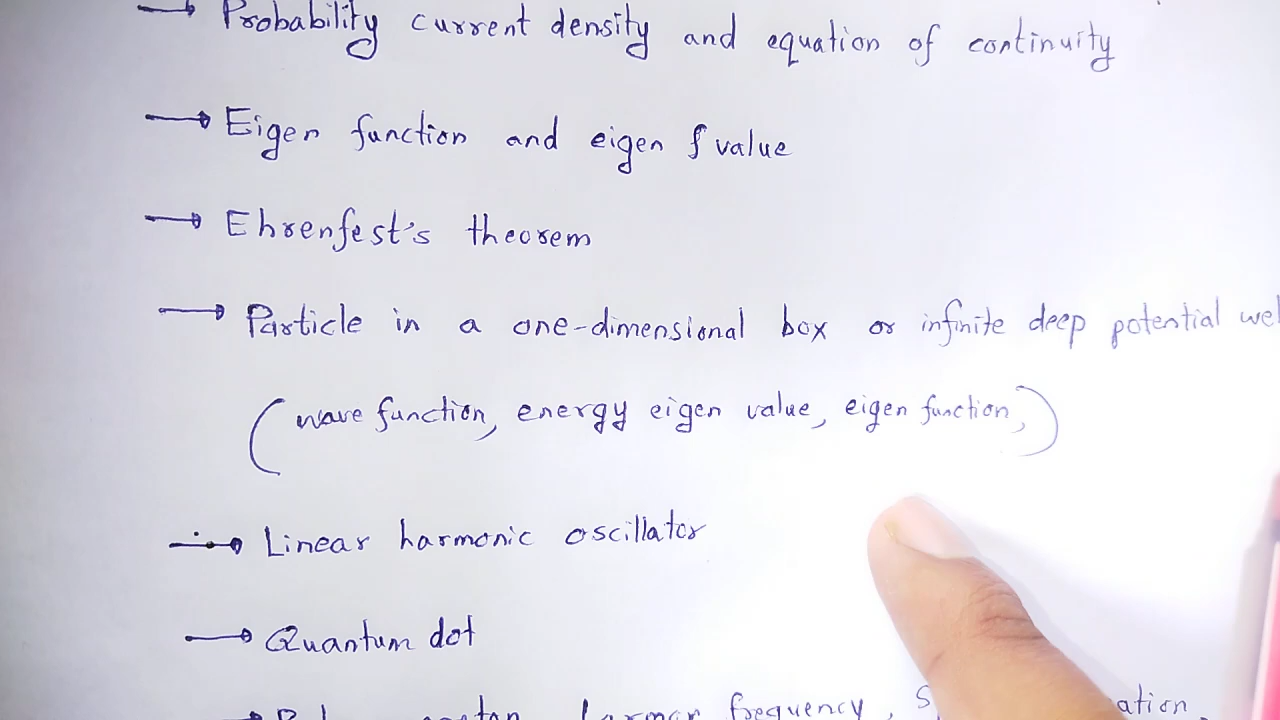 → Probability current density and equation of continuity
→ Eigen function and eigen f value
→ Ehrenfest's theorem
→ Particle in a one-dimensional box or infinite deep potential wel
(wave function, energy eigen value, eigen function,)
→ Linear harmonic oscillator
→ Quantum dot
→ frequency,